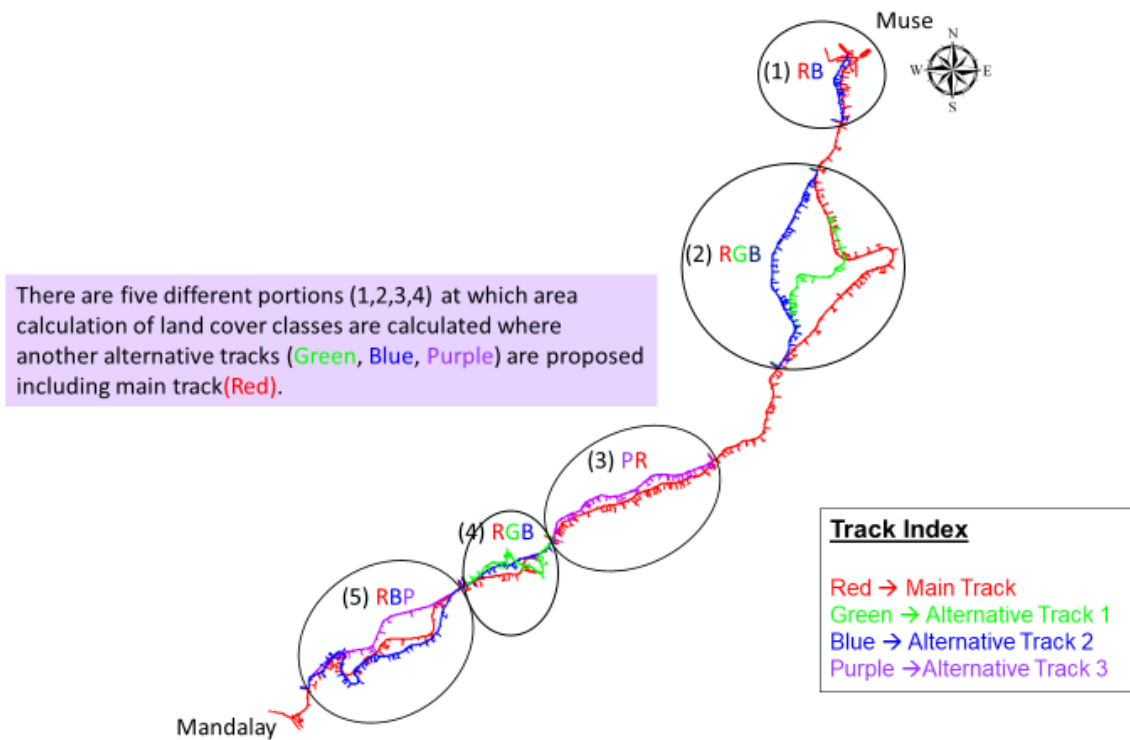 Muse
N
W
E
S
(1) RB
(2) RGB
There are five different portions (1,2,3,4) at which area
calculation of land cover classes are calculated where
another alternative tracks (Green, Blue, Purple) are proposed
including main track(Red).
(3) PR
(4) RGB
(5) RBP
Mandalay
Track Index
Red → Main Track
Green → Alternative Track 1
Blue → Alternative Track 2
Purple →Alternative Track 3